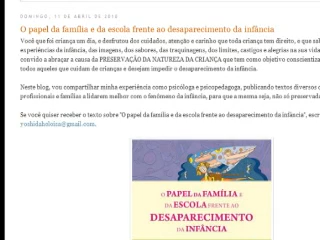 DOMINGO, 11 DE ABRIL DE 2010
O papel da família e da escola frente ao desaparecimento da infância
Você que foi criança um dia, e desfrutou dos cuidados, atenção e carinho que toda criança tem direito, e que sab
experiências da infância, das imagens, dos sabores, das traquinagens, dos limites, castigos e alegrias na sua vida
convido a abraçar a causa da PRESERVAÇÃO DA NATUREZA DA CRIANÇA que tem como objetivo conscientizar
todos aqueles que cuidam de crianças e desejam impedir o desaparecimento da infância.
Neste blog, vou compartilhar minha experiência como psicóloga e psicopedagoga, publicando textos diversos c
profissionais e famílias a lidarem melhor com o fenômeno da infância, para que a mesma seja, não só preservad
Se você quiser receber o texto sobre "O papel da família e da escola frente ao desaparecimento da infância", escr
@gmail.com.
O PAPEL DA FAMÍLIA E
DA ESCOLA FRENTE AO
DESAPARECIMENTO
DA INFÂNCIA